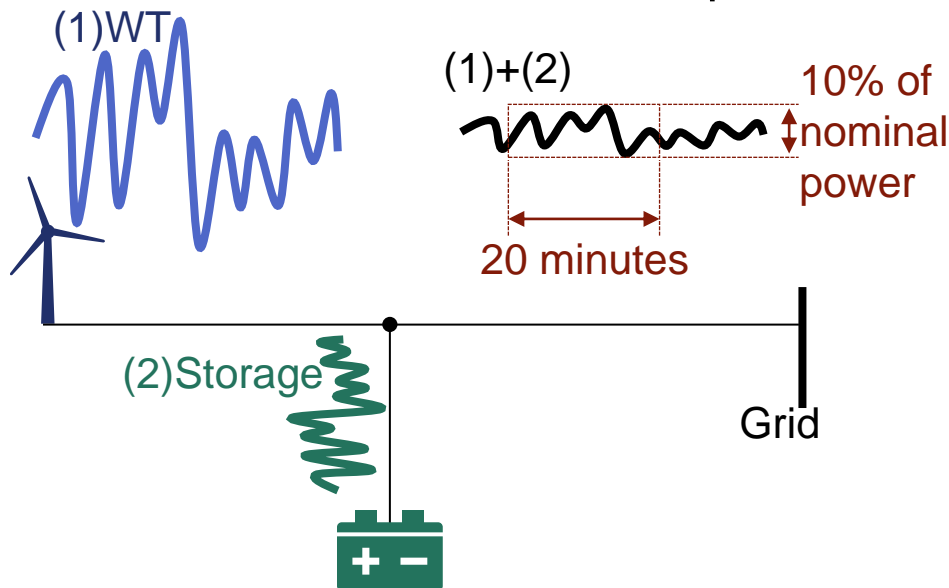 (1)WT
(1)+(2)
10% of
nominal
power
20 minutes
(2)Storage
Grid
+ −